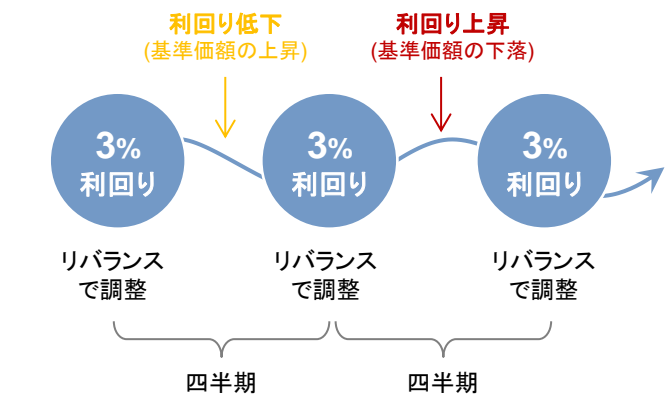 利回り低下
(基準価額の上昇)
利回り上昇
(基準価額の下落)
3%
利回り
3%
利回り
3%
利回り
リバランス
で調整
リバランス
で調整
リバランス
で調整
四半期
四半期